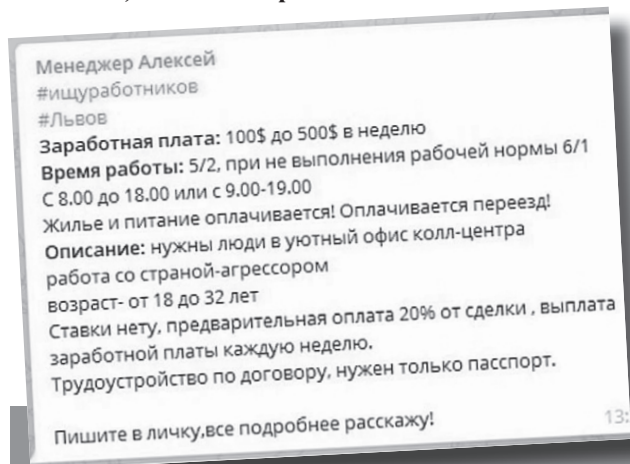 Менеджер Алексей
#ищуработников
#Львов
Заработная плата: 100$ до 500$ в неделю
Время работы: 5/2, при не выполнения рабочей нормы 6/1
С 8.00 до 18.00 или с 9.00-19.00
Жилье и питание оплачивается! Оплачивается переезд!
Описание: нужны люди в уютный офис колл-центра
работа со страной-агрессором
возраст- от 18 до 32 лет
Ставки нету, предварительная оплата 20% от сделки , выплата
заработной платы каждую неделю.
Трудоустройство по договору, нужен только пасспорт.
Пишите в личку,все подробнее расскажу!
13: